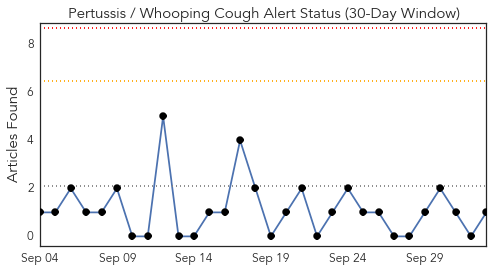 Pertussis / Whooping Cough Alert Status (30-Day Window)
Articles Found
8
6
4
2
0
Sep 04 Sep 09 Sep 14 Sep 19 Sep 24 Sep 29